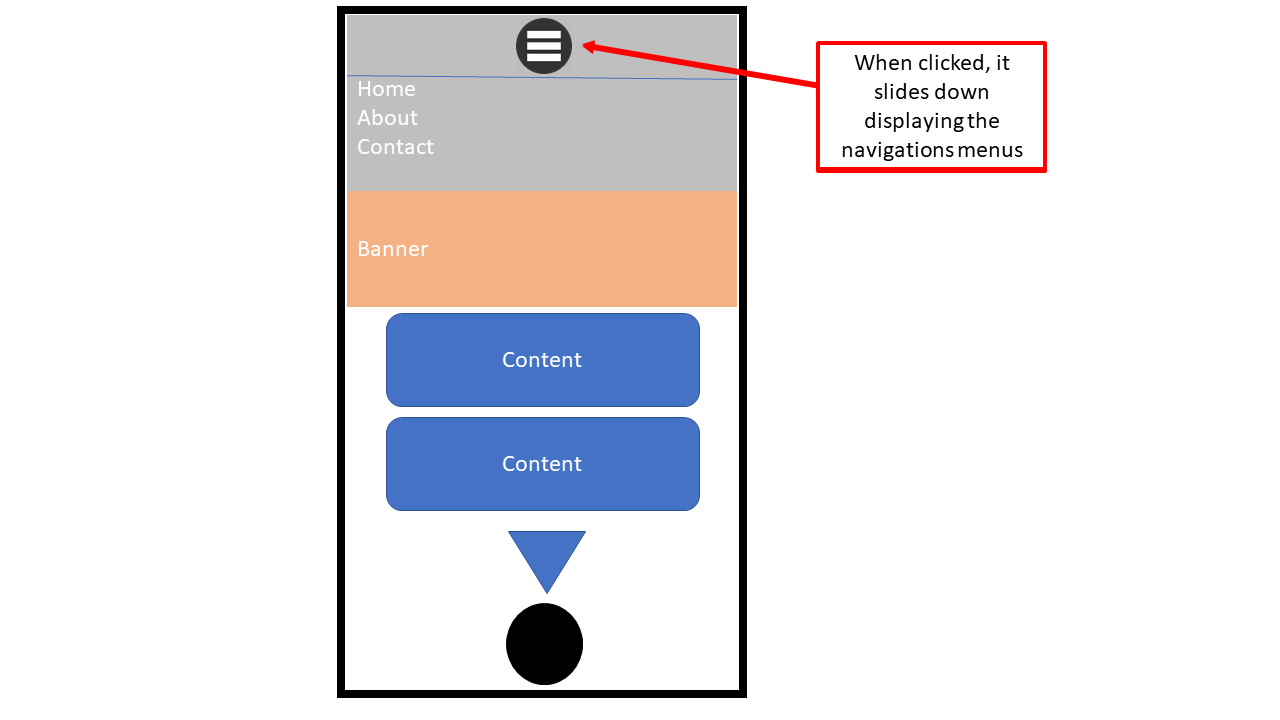 Home
About
Contact
Banner
Content
Content
When clicked, it
slides down
displaying the
navigations menus